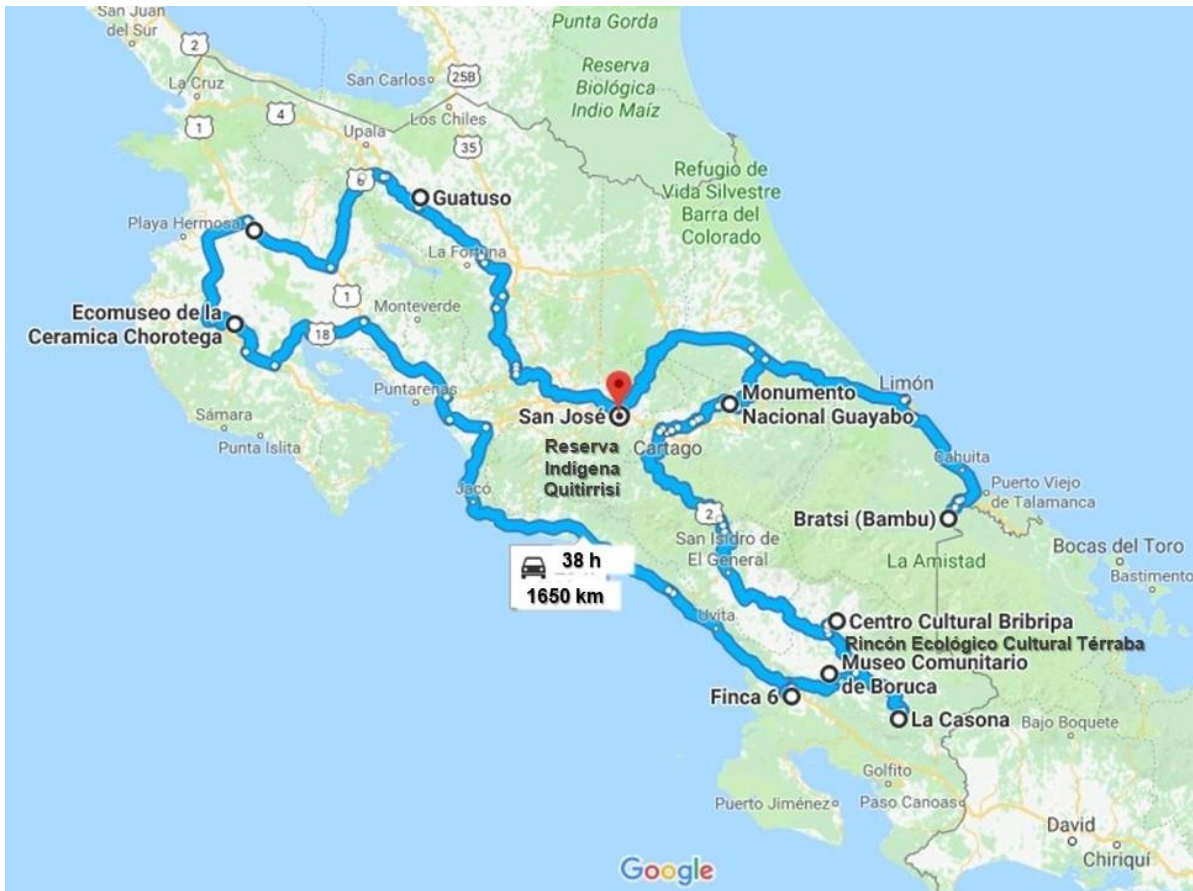 San Juan
del Sur
2
La Cruz
1
4
San Carlos
25B
Los Chiles
Upala
35
6
Punta Gorda
Reserva
Biológica
Indio Maíz
Refugio de
Vida Silvestre
Barra del
Colorado
Guatuso
Playa Hermosa
La Fortuna
1
Monteverde
Ecomuseo de la
Ceramica Chorotega
18
Puntarenas
Sámara
Punta Islita
San José
Reserva
Indígena
Quitirrisí
Cartago
Monumento
Nacional Guayabo
Limón
Cahuita
Puerto Viejo
de Talamanca
Bratsi (Bambu)
Jacó
2
San Isidro de
El General
La Amistad
Bocas del Toro
Bastimento
38 h
1650 km
Uvita
Centro Cultural Bribripa
Rincón Ecológico Cultural Térraba
Museo Comunitario
de Boruca
Finca 6
La Casona
Bajo Boquete
Golfito
Puerto Jiménez
Paso Canoas
David
Chiriquí
Google